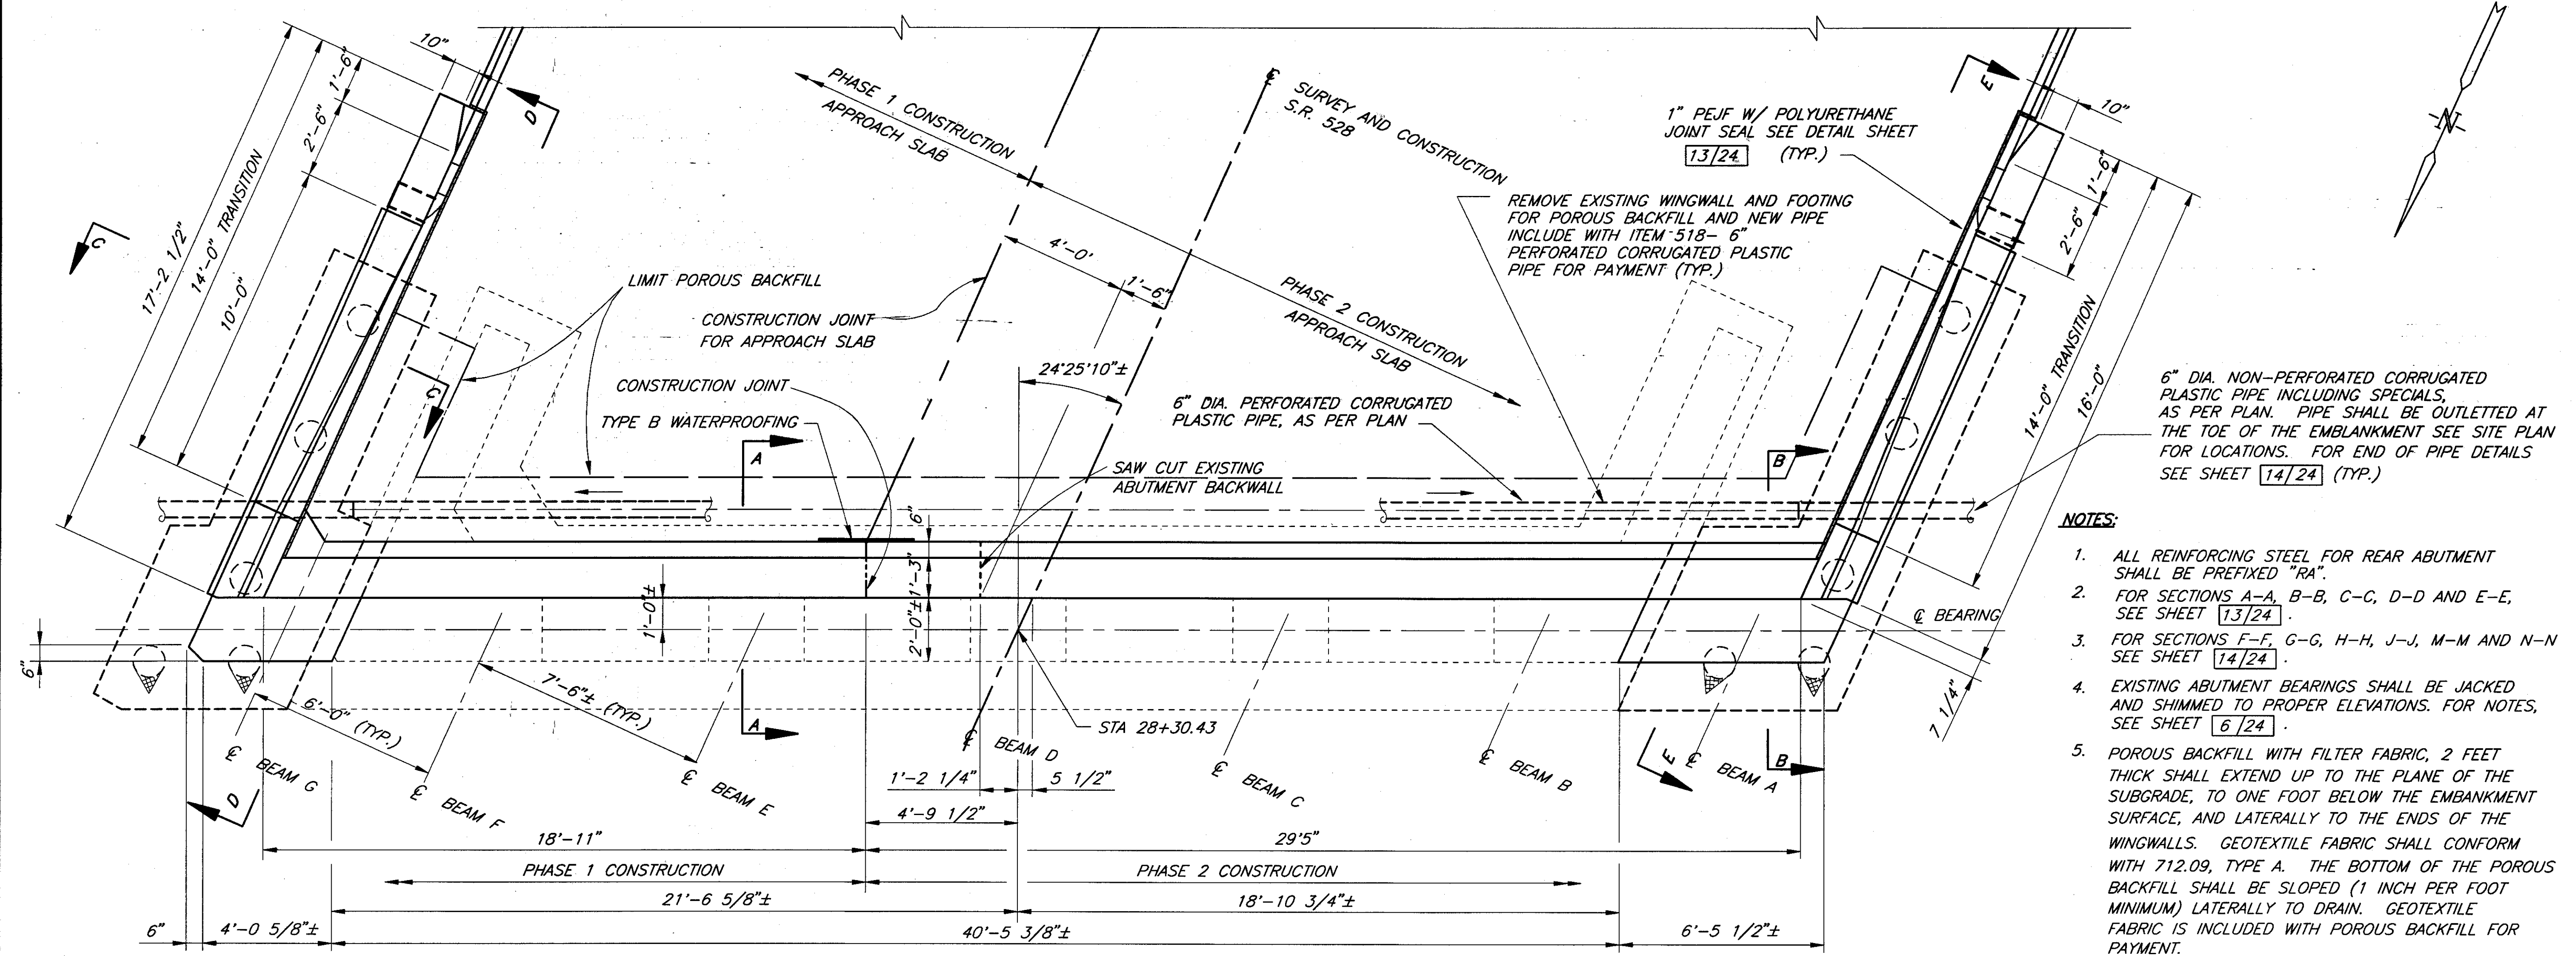 10"
1'-6"
2'-6"
14'-0" TRANSITION
17'-2 1/2"
10'-0"
D
C
PHASE 1 CONSTRUCTION
APPROACH SLAB
℄ SURVEY AND CONSTRUCTION
S.R. 528
1" PEJF W/ POLYURETHANE
JOINT SEAL SEE DETAIL SHEET
13/24 (TYP.)
E
10"
N
1'-6"
2'-6"
REMOVE EXISTING WINGWALL AND FOOTING
FOR POROUS BACKFILL AND NEW PIPE
INCLUDE WITH ITEM 518- 6"
PERFORATED CORRUGATED PLASTIC
PIPE FOR PAYMENT (TYP.)
4'-0'
1'-6"
LIMIT POROUS BACKFILL
CONSTRUCTION JOINT
FOR APPROACH SLAB
PHASE 2 CONSTRUCTION
APPROACH SLAB
CONSTRUCTION JOINT
TYPE B WATERPROOFING
24°25'10"±
6" DIA. PERFORATED CORRUGATED
PLASTIC PIPE, AS PER PLAN
SAW CUT EXISTING
ABUTMENT BACKWALL
14'-0" TRANSITION
16'-0"
6" DIA. NON-PERFORATED CORRUGATED
PLASTIC PIPE INCLUDING SPECIALS,
AS PER PLAN. PIPE SHALL BE OUTLETTED AT
THE TOE OF THE EMBLANKMENT SEE SITE PLAN
FOR LOCATIONS. FOR END OF PIPE DETAILS
SEE SHEET 14/24 (TYP.)
A
B
6"
1'-3"
1'-0"±
2'-0"±
℄ BEARING
7 1/4"
6"
6'-0" (TYP.)
7'-6"± (TYP.)
A
STA 28+30.43
℄ BEAM G
℄ BEAM F
℄ BEAM E
℄ BEAM D
℄ BEAM C
℄ BEAM B
℄ BEAM A
E
B
D
1'-2 1/4"
5 1/2"
4'-9 1/2"
18'-11"
29'5"
PHASE 1 CONSTRUCTION
PHASE 2 CONSTRUCTION
21'-6 5/8"±
18'-10 3/4"±
6"
4'-0 5/8"±
40'-5 3/8"±
6'-5 1/2"±
NOTES:
1. ALL REINFORCING STEEL FOR REAR ABUTMENT
SHALL BE PREFIXED "RA".
2. FOR SECTIONS A-A, B-B, C-C, D-D AND E-E,
SEE SHEET 13/24 .
3. FOR SECTIONS F-F, G-G, H-H, J-J, M-M AND N-N
SEE SHEET 14/24 .
4. EXISTING ABUTMENT BEARINGS SHALL BE JACKED
AND SHIMMED TO PROPER ELEVATIONS. FOR NOTES,
SEE SHEET 6/24 .
5. POROUS BACKFILL WITH FILTER FABRIC, 2 FEET
THICK SHALL EXTEND UP TO THE PLANE OF THE
SUBGRADE, TO ONE FOOT BELOW THE EMBANKMENT
SURFACE, AND LATERALLY TO THE ENDS OF THE
WINGWALLS. GEOTEXTILE FABRIC SHALL CONFORM
WITH 712.09, TYPE A. THE BOTTOM OF THE POROUS
BACKFILL SHALL BE SLOPED (1 INCH PER FOOT
MINIMUM) LATERALLY TO DRAIN. GEOTEXTILE
FABRIC IS INCLUDED WITH POROUS BACKFILL FOR
PAYMENT.